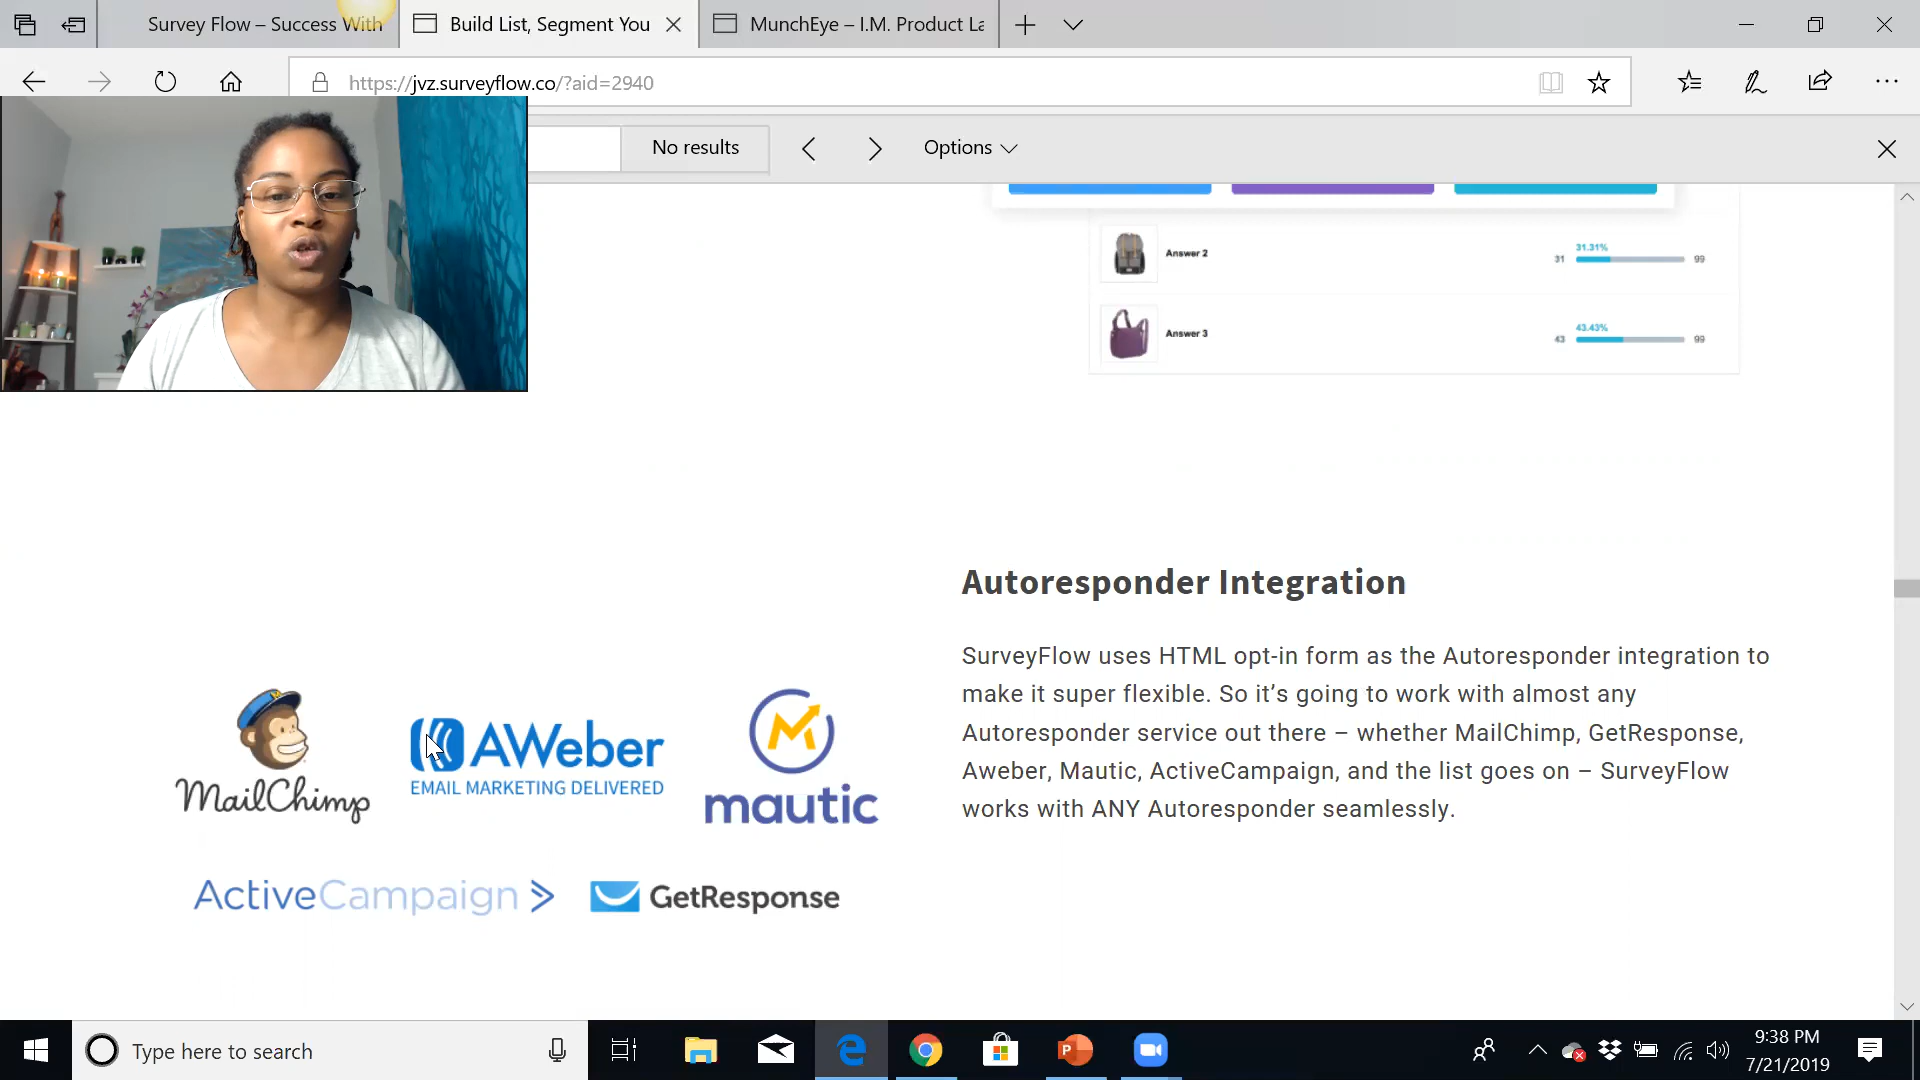 Survey Flow – Success With
Build List, Segment You
MunchEye – I.M. Product La
https://jvz.surveyflow.co/?aid=2940
No results
Options
Answer 2
31.31%
31
99
Answer 3
43.43%
43
99
Autoresponder Integration
SurveyFlow uses HTML opt-in form as the Autoresponder integration to
make it super flexible. So it’s going to work with almost any
Autoresponder service out there – whether MailChimp, GetResponse,
Aweber, Mautic, ActiveCampaign, and the list goes on – SurveyFlow
works with ANY Autoresponder seamlessly.
MailChimp
AWeber
EMAIL MARKETING DELIVERED
mautic
ActiveCampaign >
GetResponse
Type here to search
9:38 PM
7/21/2019